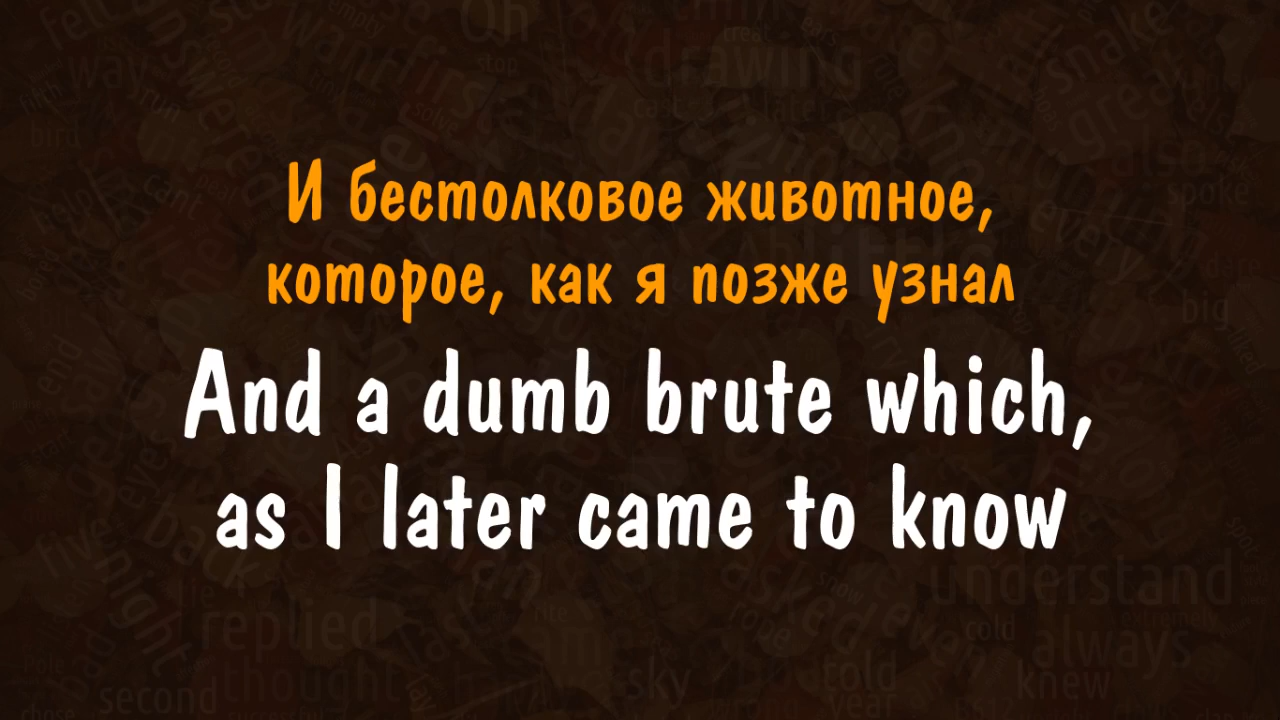 И бестолковое животное,
которое, как я позже узнал
And a dumb brute which,
as I later came to know